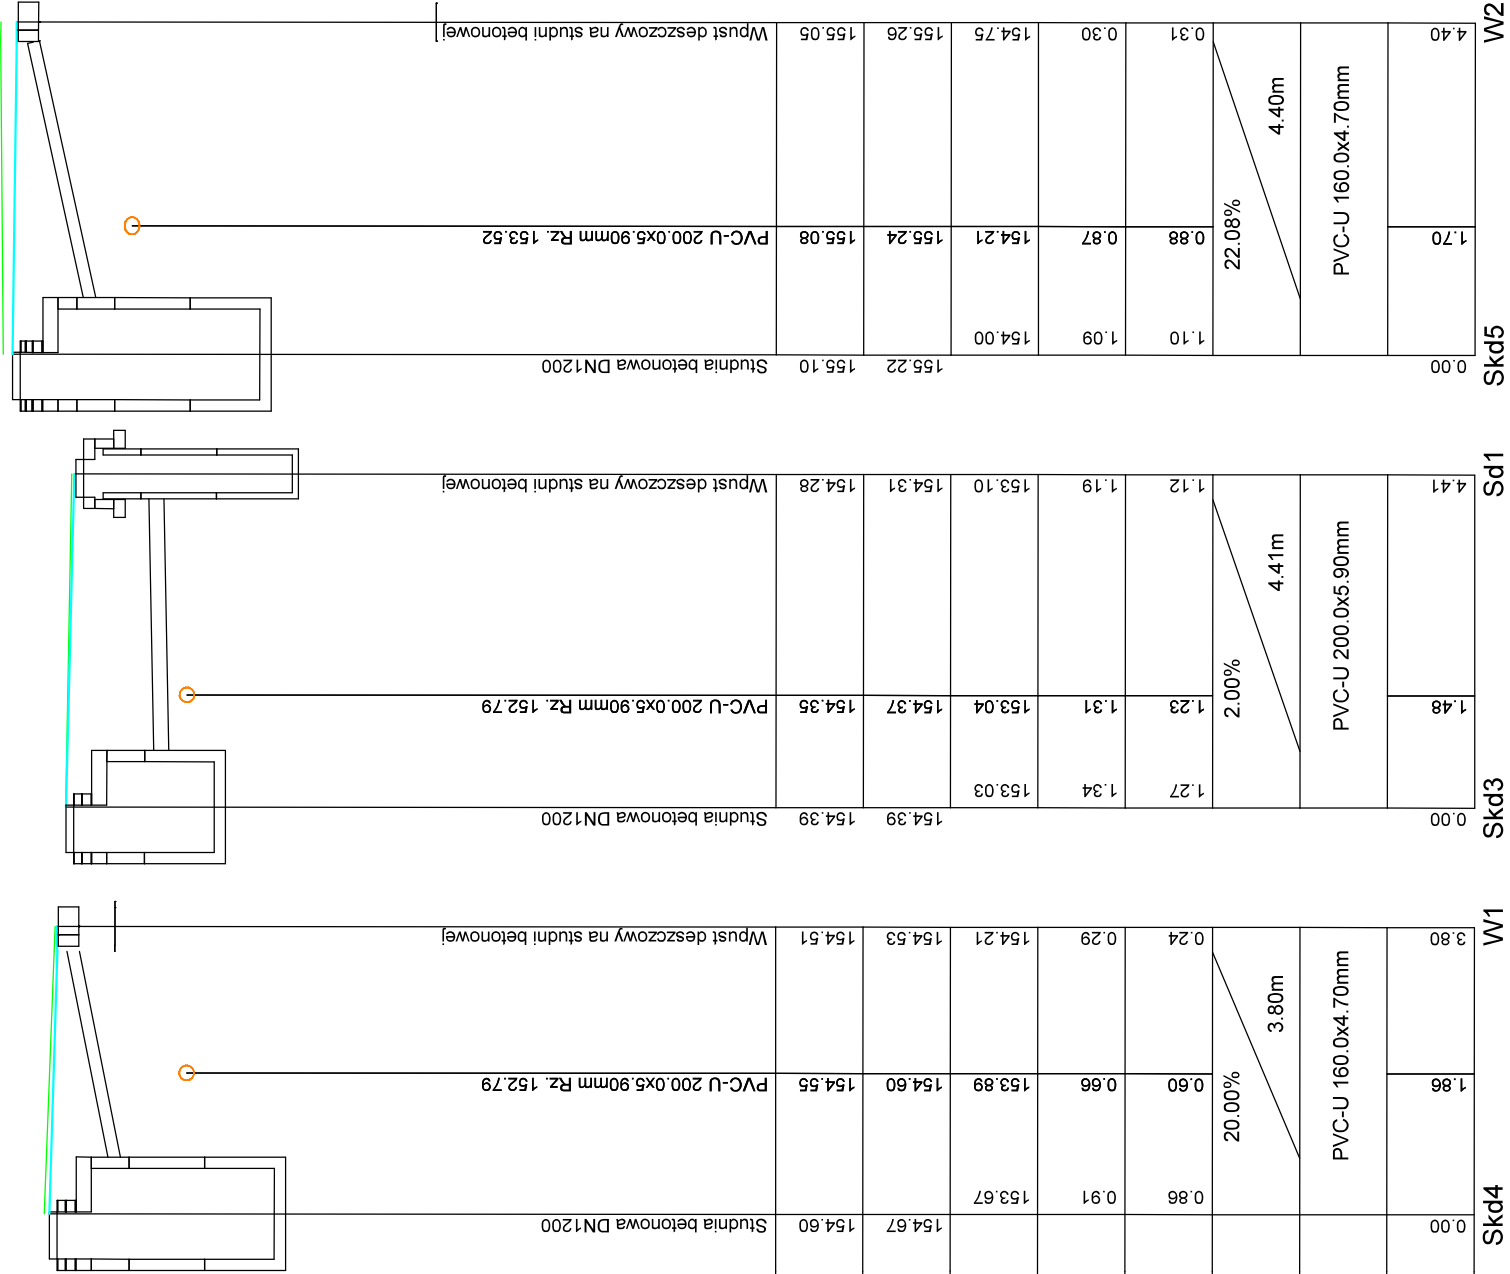 Wpust deszczowy na studni betonowej 155.05 155.26 154.75 0.30 0.31 4.40 W2
4.40m
PVC-U 160.0x4.70mm
22.08%
PVC-U 200.0x5.90mm Rz. 153.52 155.08 155.24 154.21 0.87 0.88 1.70
154.00 1.09 1.10
Studnia betonowa DN1200 155.10 155.22 0.00 Skd5
Wpust deszczowy na studni betonowej 154.28 154.31 153.10 1.19 1.12 4.41 Sd1
4.41m
PVC-U 200.0x5.90mm
2.00%
PVC-U 200.0x5.90mm Rz. 152.79 154.35 154.37 153.04 1.31 1.23 1.48
153.03 1.34 1.27
Studnia betonowa DN1200 154.39 154.39 0.00 Skd3
Wpust deszczowy na studni betonowej 154.51 154.53 154.21 0.29 0.24 3.80 W1
3.80m
PVC-U 160.0x4.70mm
20.00%
PVC-U 200.0x5.90mm Rz. 152.79 154.55 154.60 153.89 0.66 0.60 1.86
153.67 0.91 0.86
Studnia betonowa DN1200 154.60 154.67 0.00 Skd4